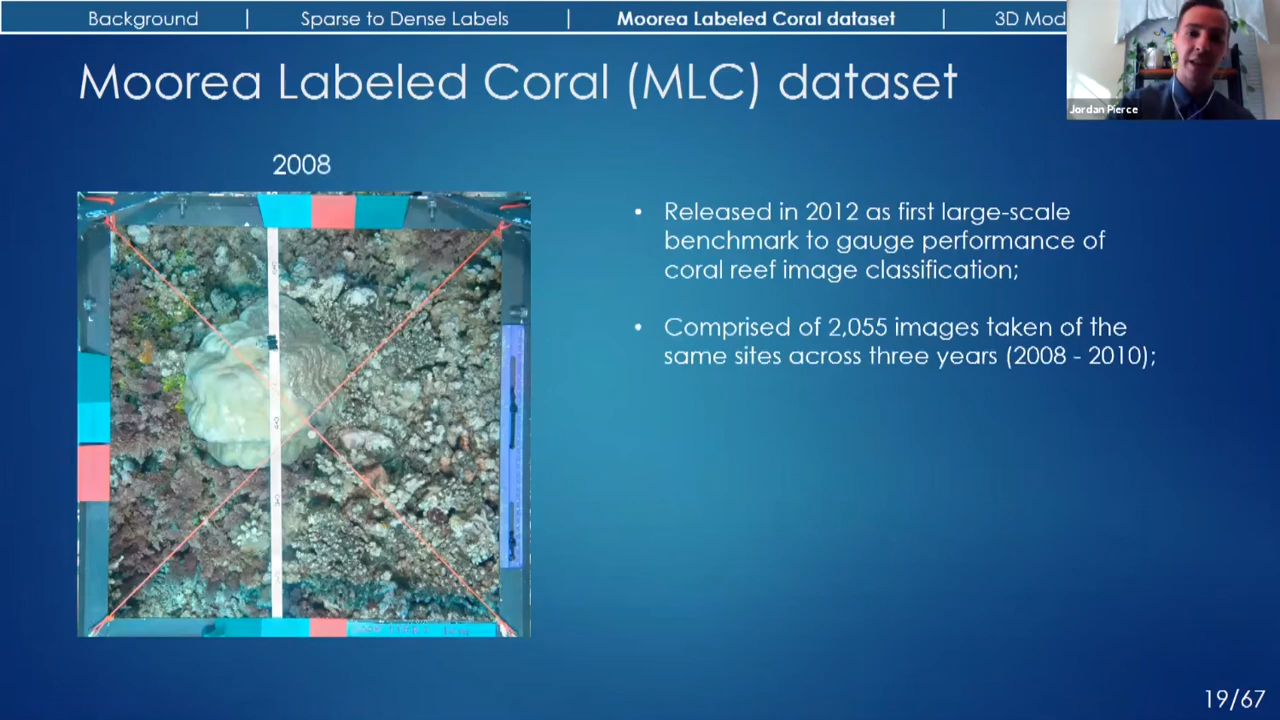 Background | Sparse to Dense Labels | Moorea Labeled Coral dataset | 3D Mod
Jordan Pierce
Moorea Labeled Coral (MLC) dataset
2008
• Released in 2012 as first large-scale
benchmark to gauge performance of
coral reef image classification;
• Comprised of 2,055 images taken of the
same sites across three years (2008 - 2010);
19/67